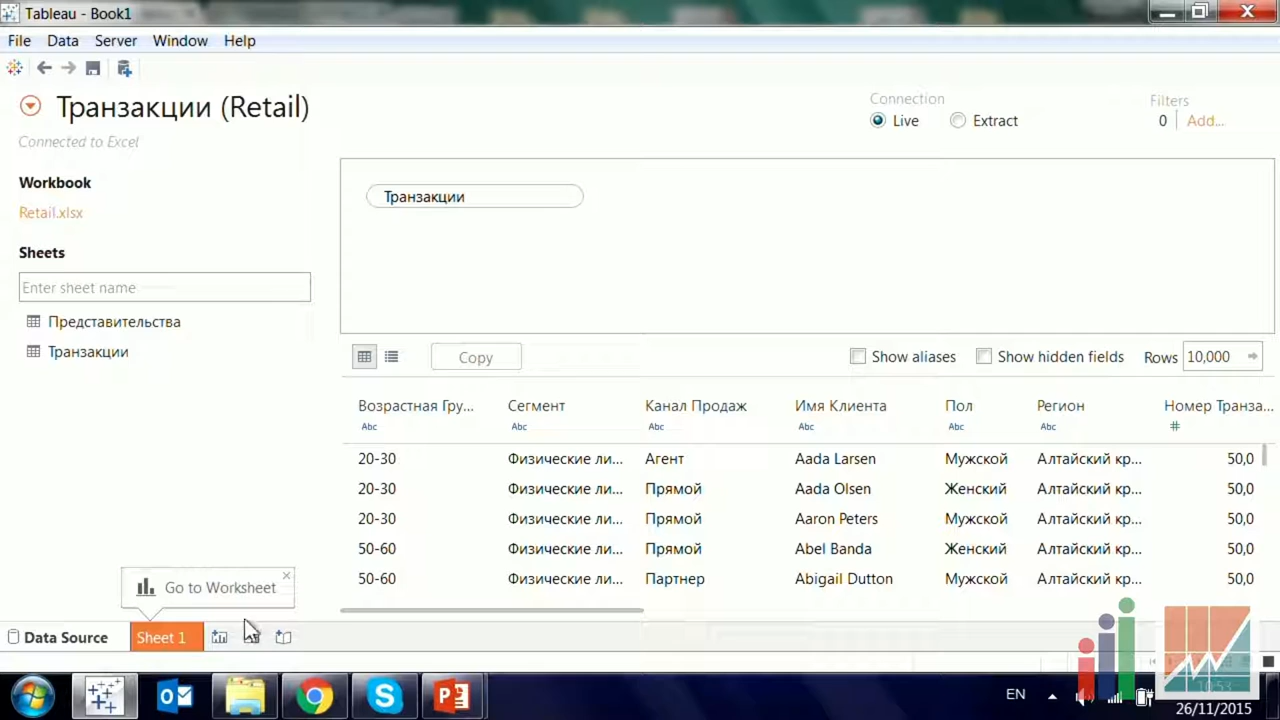 Tableau - Book1
File Data Server Window Help
Транзакции (Retail)
Connected to Excel
Connection
Live Extract
Filters
0 Add...
Workbook
Retail.xlsx
Sheets
Enter sheet name
Представительства
Транзакции
Транзакции
Copy
Show aliases Show hidden fields Rows 10,000
Возрастная Гру... Сегмент Канал Продаж Имя Клиента Пол Регион Номер Транза...
Abc Abc Abc Abc Abc Abc #
20-30 Физические ли... Агент Aada Larsen Мужской Алтайский кр... 50,0
20-30 Физические ли... Прямой Aada Olsen Женский Алтайский кр... 50,0
20-30 Физические ли... Прямой Aaron Peters Мужской Алтайский кр... 50,0
50-60 Физические ли... Прямой Abel Banda Женский Алтайский кр... 50,0
50-60 Физические ли... Партнер Abigail Dutton Мужской Алтайский кр... 50,0
Go to Worksheet
Data Source Sheet 1
EN
10:53
26/11/2015